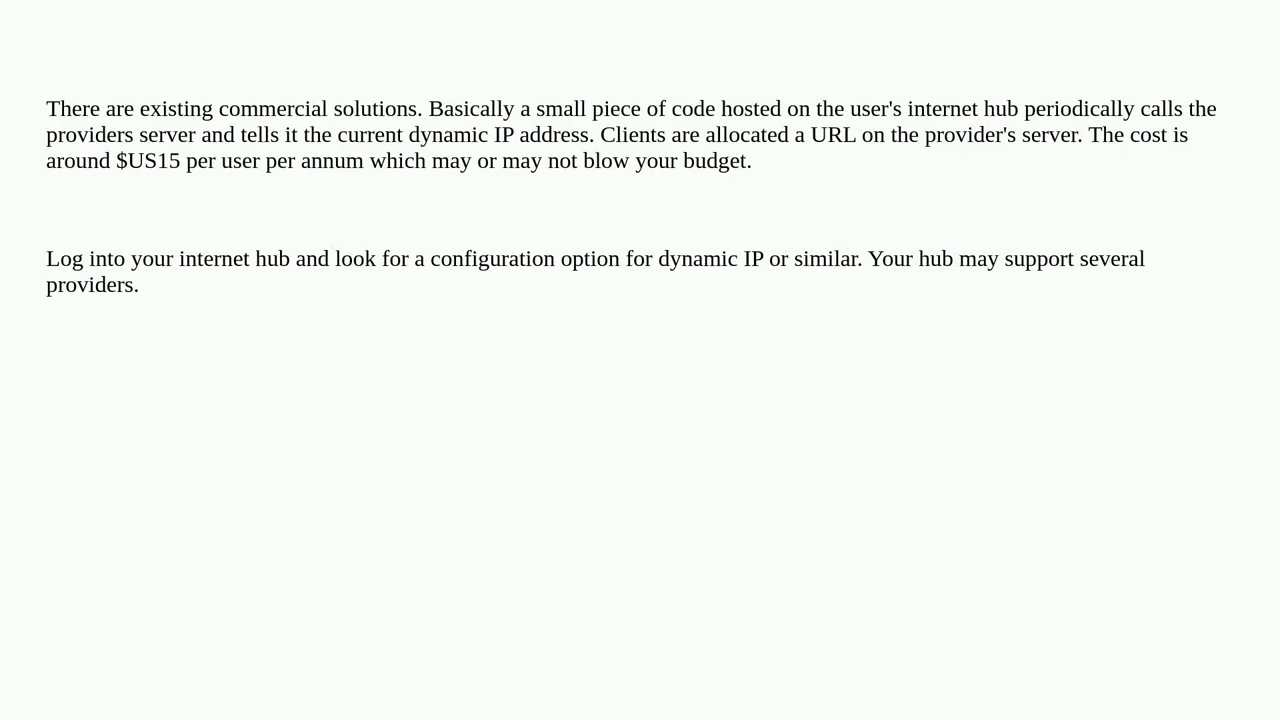 There are existing commercial solutions. Basically a small piece of code hosted on the user's internet hub periodically calls the
providers server and tells it the current dynamic IP address. Clients are allocated a URL on the provider's server. The cost is
around $US15 per user per annum which may or may not blow your budget.
Log into your internet hub and look for a configuration option for dynamic IP or similar. Your hub may support several
providers.